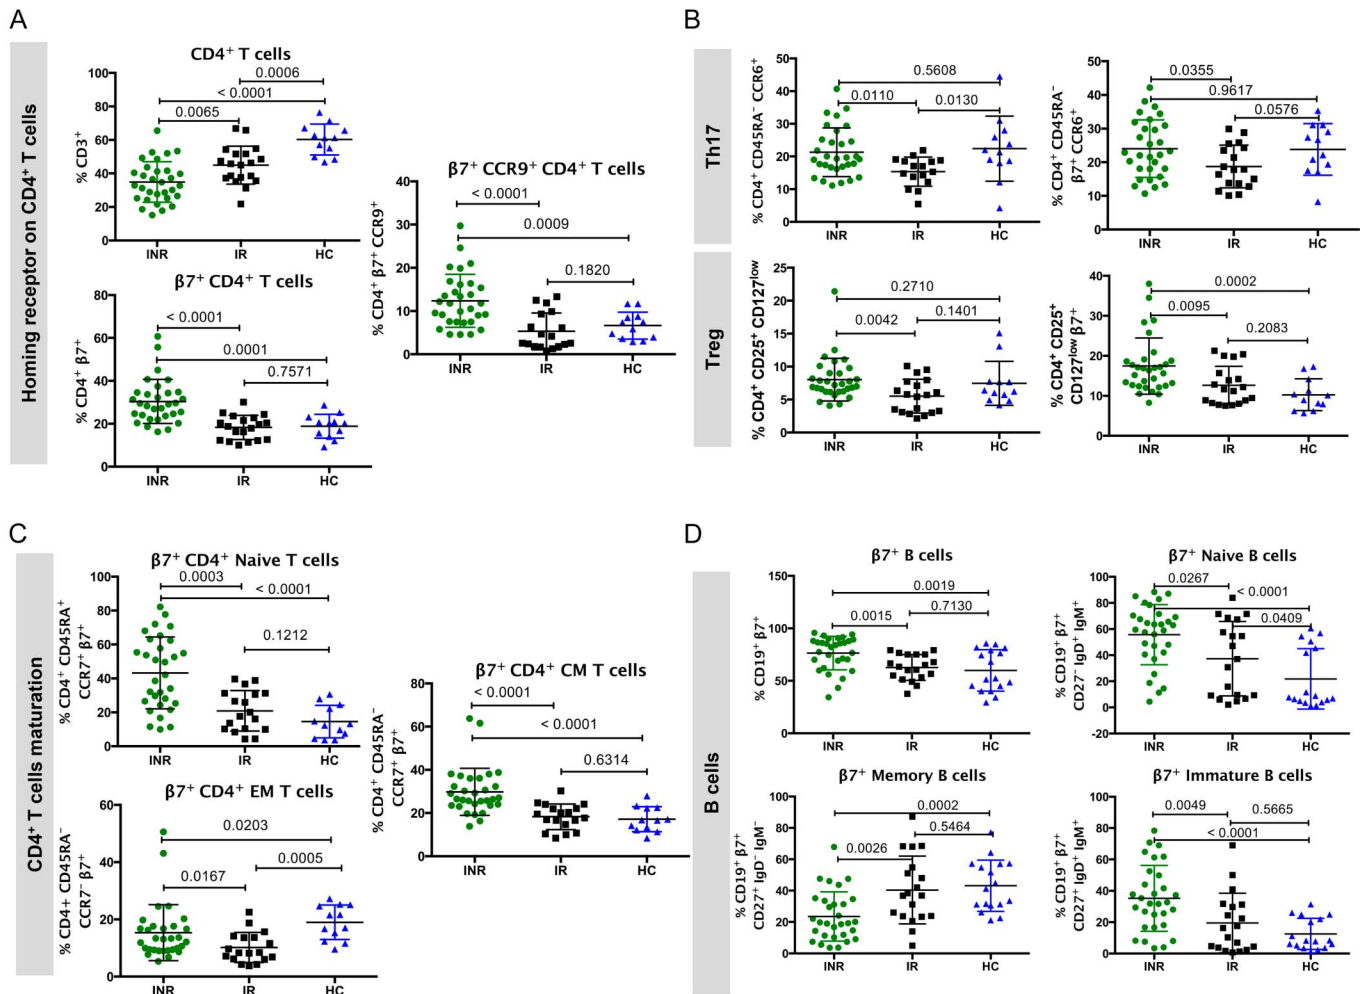 A
Homing receptor on CD4⁺ T cells
CD4⁺ T cells
% CD3⁺
100
80
60
40
20
0
0.0006
< 0.0001
0.0065
INR IR HC
β7⁺ CD4⁺ T cells
% CD4⁺ β7⁺
80
60
40
20
0
< 0.0001
0.0001
0.7571
INR IR HC
β7⁺ CCR9⁺ CD4⁺ T cells
% CD4⁺ β7⁺ CCR9⁺
40
30
20
10
0
< 0.0001
0.0009
0.1820
INR IR HC
B
Th17
% CD4⁺ CD45RA⁻ CCR6⁺
50
40
30
20
10
0
0.5608
0.0110
0.0130
INR IR HC
% CD4⁺ CD45RA⁻
β7⁺ CCR6⁺
50
40
30
20
10
0
0.0355
0.9617
0.0576
INR IR HC
Treg
% CD4⁺ CD25⁺ CD127ˡᵒʷ
25
20
15
10
5
0
0.2710
0.1401
0.0042
INR IR HC
% CD4⁺ CD25⁺
CD127ˡᵒʷ β7⁺
40
30
20
10
0
0.0002
0.0095
0.2083
INR IR HC
C
CD4⁺ T cells maturation
β7⁺ CD4⁺ Naive T cells
% CD4⁺ CD45RA⁺
CCR7⁺ β7⁺
100
80
60
40
20
0
0.0003
< 0.0001
0.1212
INR IR HC
β7⁺ CD4⁺ EM T cells
% CD4+ CD45RA⁻
CCR7⁻ β7⁺
60
40
20
0
0.0203
0.0005
0.0167
INR IR HC
β7⁺ CD4⁺ CM T cells
% CD4⁺ CD45RA⁻
CCR7⁺ β7⁺
80
60
40
20
0
< 0.0001
< 0.0001
0.6314
INR IR HC
D
B cells
β7⁺ B cells
% CD19⁺ β7⁺
150
100
50
0
0.0019
0.0015
0.7130
INR IR HC
β7⁺ Naive B cells
% CD19⁺ β7⁺
CD27⁻ IgD⁺ IgM⁺
100
80
60
40
20
0
-20
0.0267
< 0.0001
0.0409
INR IR HC
β7⁺ Memory B cells
% CD19⁺ β7⁺
CD27⁺ IgD⁻ IgM⁻
100
80
60
40
20
0
0.0002
0.5464
0.0026
INR IR HC
β7⁺ Immature B cells
% CD19⁺ β7⁺
CD27⁺ IgD⁺ IgM⁺
100
80
60
40
20
0
0.0049
0.5665
< 0.0001
INR IR HC